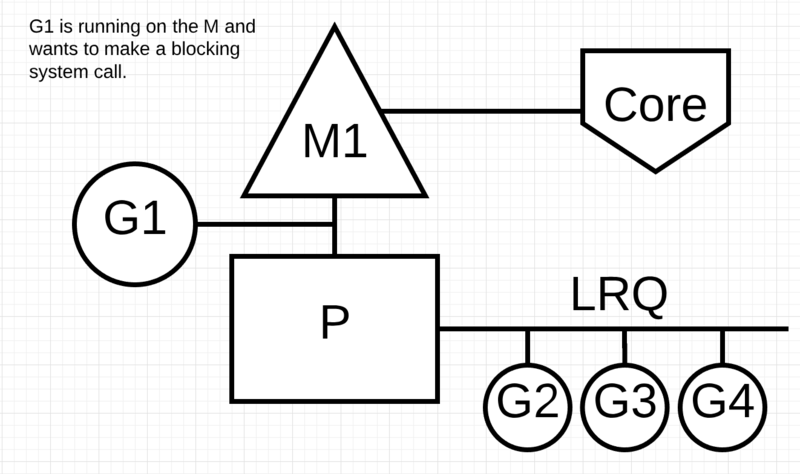 G1 is running on the M and
wants to make a blocking
system call.
M1
Core
G1
P
LRQ
G2
G3
G4